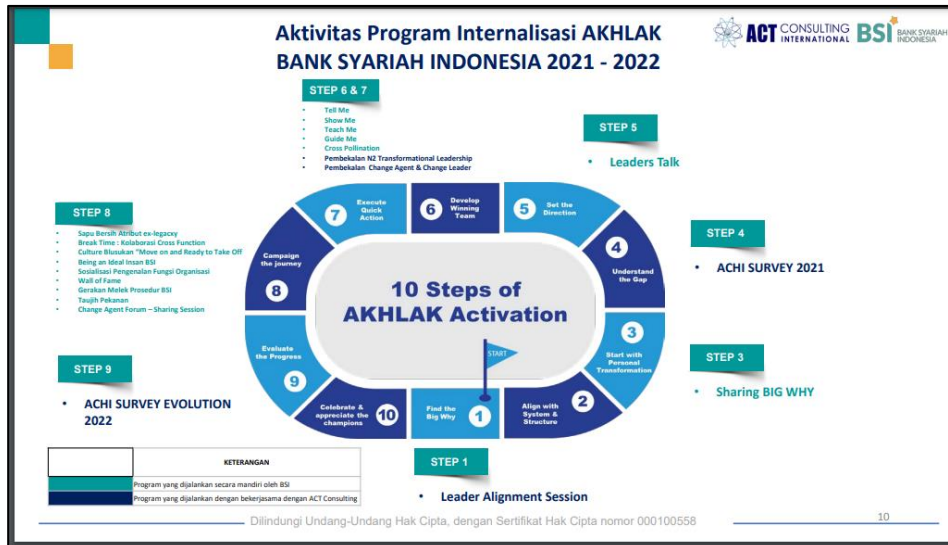 Aktivitas Program Internalisasi AKHLAK
BANK SYARIAH INDONESIA 2021 - 2022
ACT CONSULTING
INTERNATIONAL
BSI BANK SYARIAH
INDONESIA
STEP 6 & 7
• Tell Me
• Show Me
• Teach Me
• Guide Me
• Cross Pollination
• Pembekalan N2 Transformational Leadership
• Pembekalan Change Agent & Change Leader
STEP 5
• Leaders Talk
STEP 8
• Sapu Bersih Atribut ex-legacxy
• Break Time : Kolaborasi Cross Function
• Culture Blusukan "Move on and Ready to Take Off
• Being an Ideal Insan BSI
• Sosialisasi Pengenalan Fungsi Organisasi
• Wall of Fame
• Gerakan Melek Prosedur BSI
• Taujih Pekanan
• Change Agent Forum – Sharing Session
STEP 4
• ACHI SURVEY 2021
STEP 3
• Sharing BIG WHY
STEP 9
• ACHI SURVEY EVOLUTION
2022
7
Execute
Quick
Action
6
Develop
Winning
Team
5
Set the
Direction
4
Understand
the Gap
3
Start with
Personal
Transformation
Campaign
the journey
8
Evaluate
the Progress
9
10 Steps of
AKHLAK Activation
START
Celebrate &
appreciate the
champions
10
Find the
Big Why
1
Align with
System &
Structure
2
STEP 1
• Leader Alignment Session
KETERANGAN
Program yang dijalankan secara mandiri oleh BSI
Program yang dijalankan dengan bekerjasama dengan ACT Consulting
Dilindungi Undang-Undang Hak Cipta, dengan Sertifikat Hak Cipta nomor 000100558
10